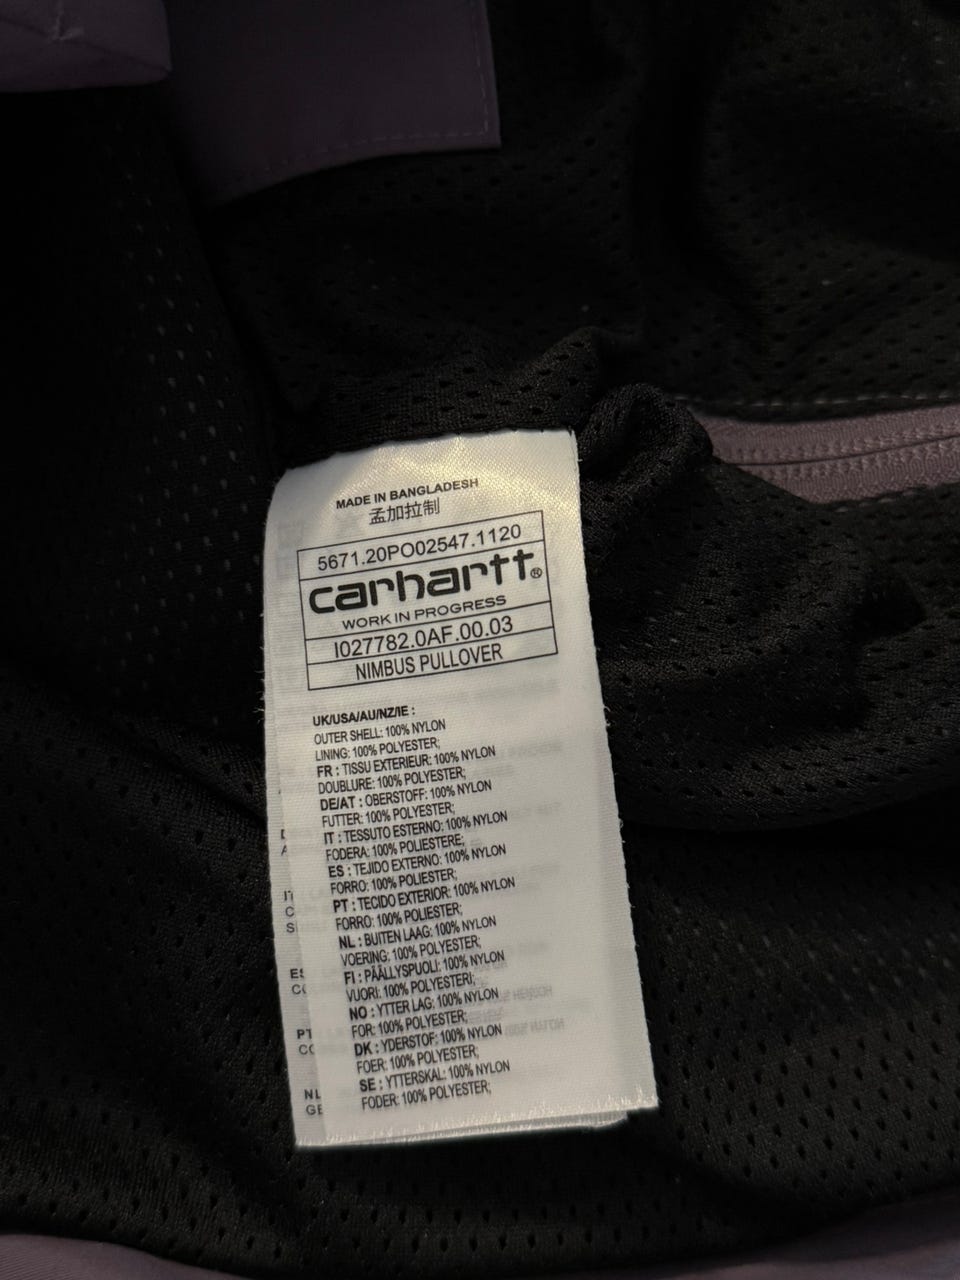 MADE IN BANGLADESH
孟加拉制
5671.20PO02547.1120
carhartt®
WORK IN PROGRESS
I027782.0AF.00.03
NIMBUS PULLOVER
UK/USA/AU/NZ/IE :
OUTER SHELL: 100% NYLON
LINING: 100% POLYESTER;
FR : TISSU EXTERIEUR: 100% NYLON
DOUBLURE: 100% POLYESTER;
DE/AT : OBERSTOFF: 100% NYLON
FUTTER: 100% POLYESTER;
IT : TESSUTO ESTERNO: 100% NYLON
FODERA: 100% POLIESTERE;
ES : TEJIDO EXTERNO: 100% NYLON
FORRO: 100% POLIESTER;
PT : TECIDO EXTERIOR: 100% NYLON
FORRO: 100% POLIESTER;
NL : BUITEN LAAG: 100% NYLON
VOERING: 100% POLYESTER;
FI : PÄÄLLYSPUOLI: 100% NYLON
VUORI: 100% POLYESTERI;
NO : YTTER LAG: 100% NYLON
FOR: 100% POLYESTER;
DK : YDERSTOF: 100% NYLON
FOER: 100% POLYESTER;
SE : YTTERSKAL: 100% NYLON
FODER: 100% POLYESTER;